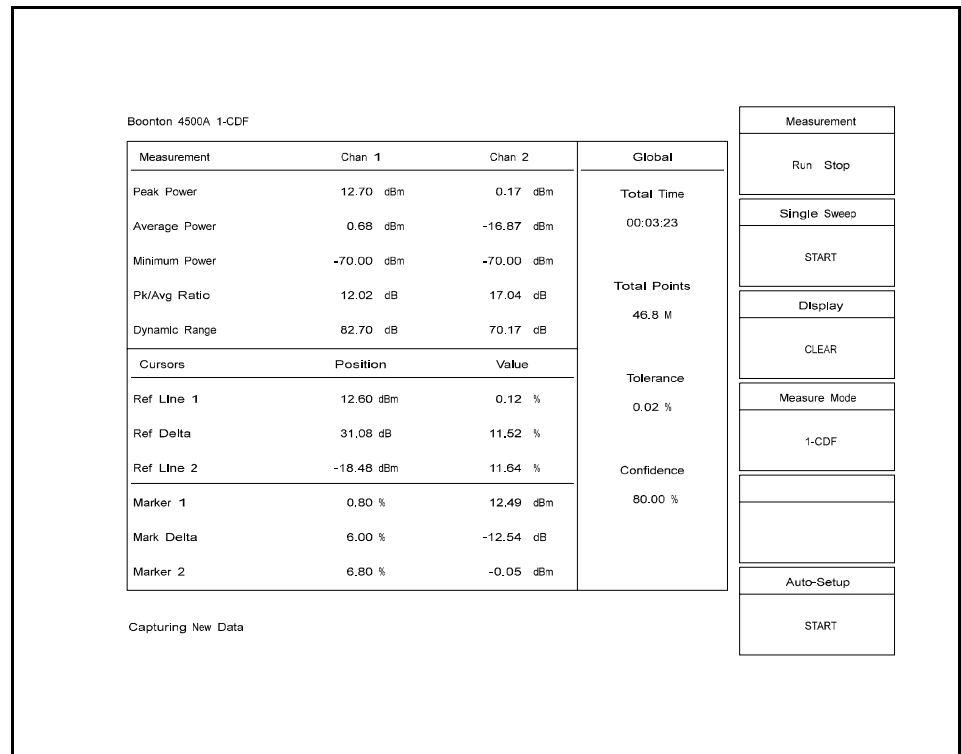 Boonton 4500A 1-CDF
Measurement Chan 1 Chan 2 Global
Peak Power 12.70 dBm 0.17 dBm Total Time
Average Power 0.68 dBm -16.87 dBm 00:03:23
Minimum Power -70.00 dBm -70.00 dBm
Pk/Avg Ratio 12.02 dB 17.04 dB Total Points
46.8 M
Dynamic Range 82.70 dB 70.17 dB
Cursors Position Value
Tolerance
Ref Line 1 12.60 dBm 0.12 %
0.02 %
Ref Delta 31.08 dB 11.52 %
Ref Line 2 -18.48 dBm 11.64 % Confidence
Marker 1 0.80 % 12.49 dBm 80.00 %
Mark Delta 6.00 % -12.54 dB
Marker 2 6.80 % -0.05 dBm
Capturing New Data
Measurement
Run Stop
Single Sweep
START
Display
CLEAR
Measure Mode
1-CDF
Auto-Setup
START